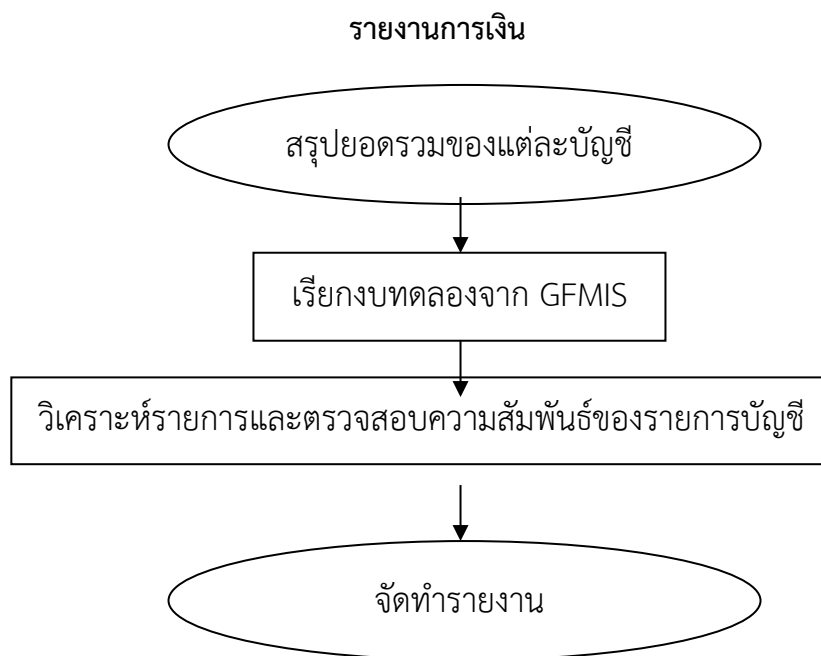 รายงานการเงิน
สรุปยอดรวมของแต่ละบัญชี
เรียกงบทดลองจาก GFMIS
วิเคราะห์รายการและตรวจสอบความสัมพันธ์ของรายการบัญชี
จัดทำรายงาน